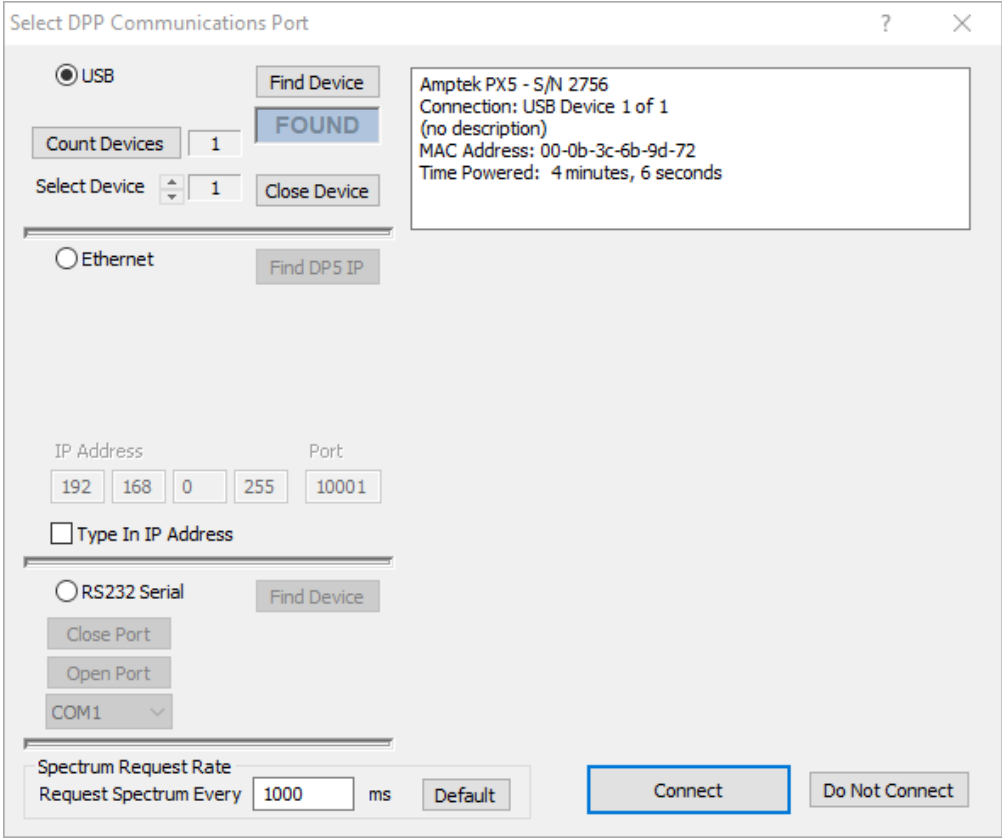 Select DPP Communications Port
USB
Find Device
FOUND
Count Devices 1
Select Device 1
Close Device
Amptek PX5 - S/N 2756
Connection: USB Device 1 of 1
(no description)
MAC Address: 00-0b-3c-6b-9d-72
Time Powered:  4 minutes, 6 seconds
Ethernet
Find DP5 IP
IP Address Port
192 168 0 255 10001
Type In IP Address
RS232 Serial
Find Device
Close Port
Open Port
COM1
Spectrum Request Rate
Request Spectrum Every 1000 ms
Default
Connect
Do Not Connect